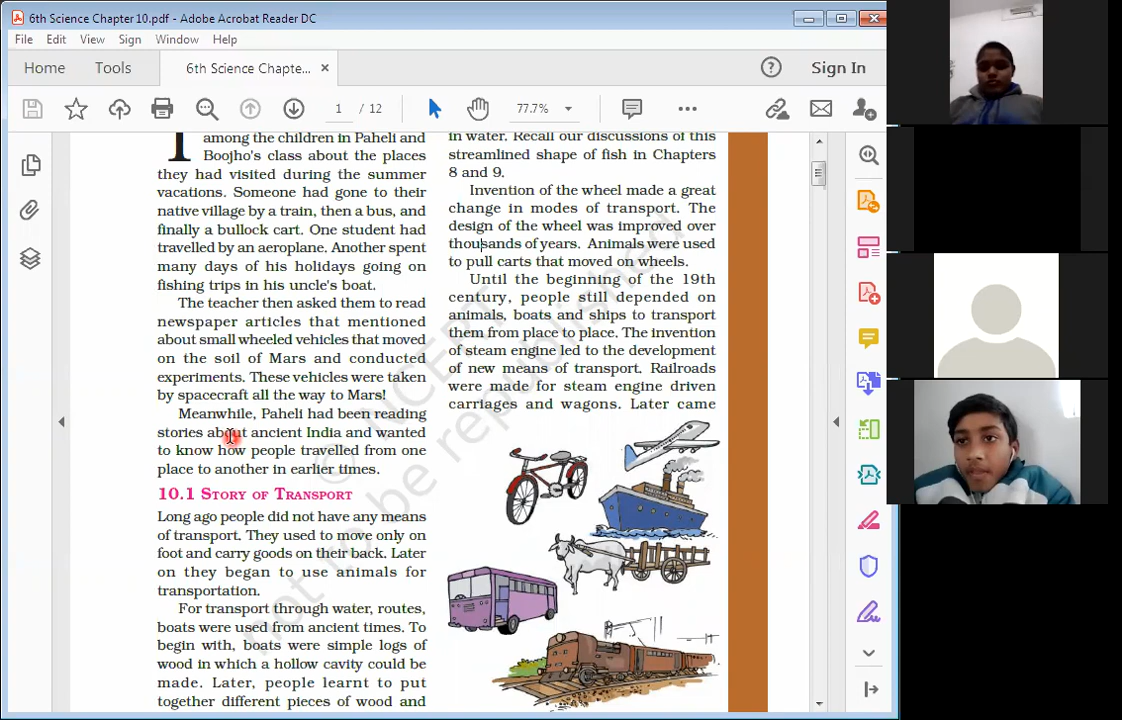 6th Science Chapter 10.pdf - Adobe Acrobat Reader DC
File Edit View Sign Window Help
Home Tools 6th Science Chapte... × ? Sign In
1 / 12 77.7%
among the children in Paheli and
Boojho's class about the places
they had visited during the summer
vacations. Someone had gone to their
native village by a train, then a bus, and
finally a bullock cart. One student had
travelled by an aeroplane. Another spent
many days of his holidays going on
fishing trips in his uncle's boat.
The teacher then asked them to read
newspaper articles that mentioned
about small wheeled vehicles that moved
on the soil of Mars and conducted
experiments. These vehicles were taken
by spacecraft all the way to Mars!
Meanwhile, Paheli had been reading
stories about ancient India and wanted
to know how people travelled from one
place to another in earlier times.
10.1 STORY OF TRANSPORT
Long ago people did not have any means
of transport. They used to move only on
foot and carry goods on their back. Later
on they began to use animals for
transportation.
For transport through water, routes,
boats were used from ancient times. To
begin with, boats were simple logs of
wood in which a hollow cavity could be
made. Later, people learnt to put
together different pieces of wood and
in water. Recall our discussions of this
streamlined shape of fish in Chapters
8 and 9.
Invention of the wheel made a great
change in modes of transport. The
design of the wheel was improved over
thousands of years. Animals were used
to pull carts that moved on wheels.
Until the beginning of the 19th
century, people still depended on
animals, boats and ships to transport
them from place to place. The invention
of steam engine led to the development
of new means of transport. Railroads
were made for steam engine driven
carriages and wagons. Later came
© NCERT
not to be republished